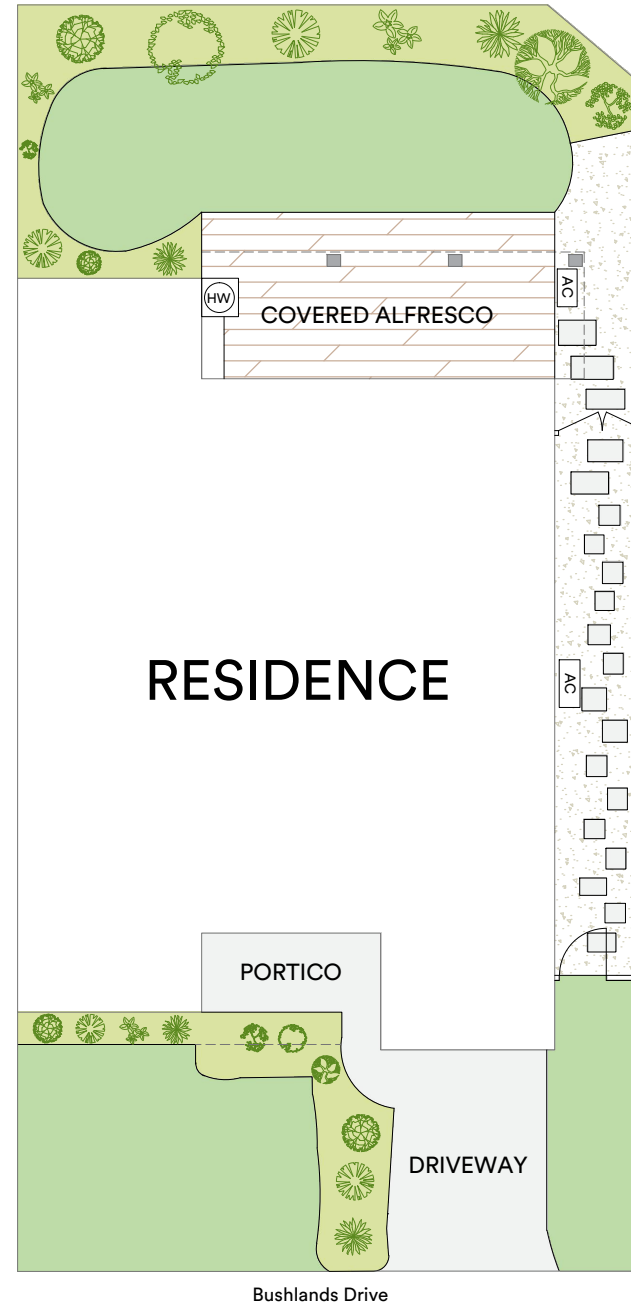 AC
HW
COVERED ALFRESCO
RESIDENCE
AC
PORTICO
DRIVEWAY
Bushlands Drive